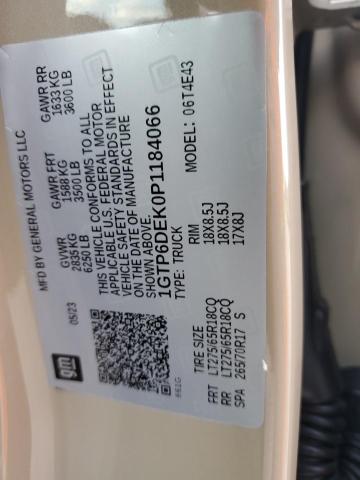 gm
MFD BY GENERAL MOTORS LLC
05/23
GVWR GAWR FRT GAWR RR
2835 KG 1588 KG 1633 KG
6250 LB 3500 LB 3600 LB
THIS VEHICLE CONFORMS TO ALL
APPLICABLE U.S. FEDERAL MOTOR
VEHICLE SAFETY STANDARDS IN EFFECT
ON THE DATE OF MANUFACTURE
SHOWN ABOVE.
1GTP6DEK0P1184066
TYPE: TRUCK MODEL: 06T4E43
TIRE SIZE RIM
FRT LT275/65R18CQ 18X8.5J
RR LT275/65R18CQ 18X8.5J
SPA 265/70R17 S 17X8J